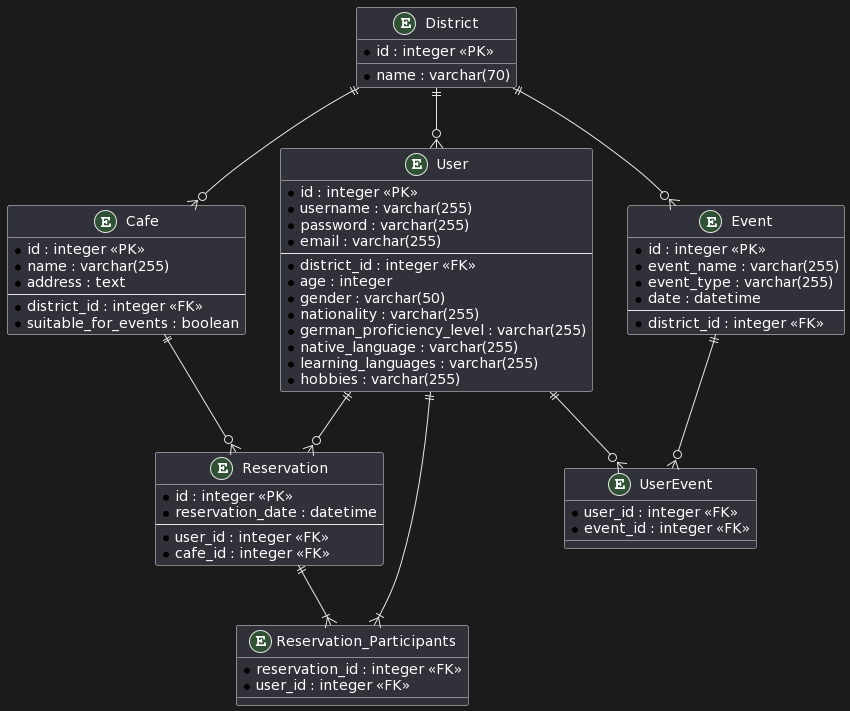 E District
id : integer «PK»
name : varchar(70)
E User
id : integer «PK»
username : varchar(255)
password : varchar(255)
email : varchar(255)
district_id : integer «FK»
age : integer
gender : varchar(50)
nationality : varchar(255)
german_proficiency_level : varchar(255)
native_language : varchar(255)
learning_languages : varchar(255)
hobbies : varchar(255)
E Cafe
id : integer «PK»
name : varchar(255)
address : text
district_id : integer «FK»
suitable_for_events : boolean
E Event
id : integer «PK»
event_name : varchar(255)
event_type : varchar(255)
date : datetime
district_id : integer «FK»
E Reservation
id : integer «PK»
reservation_date : datetime
user_id : integer «FK»
cafe_id : integer «FK»
E UserEvent
user_id : integer «FK»
event_id : integer «FK»
E Reservation_Participants
reservation_id : integer «FK»
user_id : integer «FK»